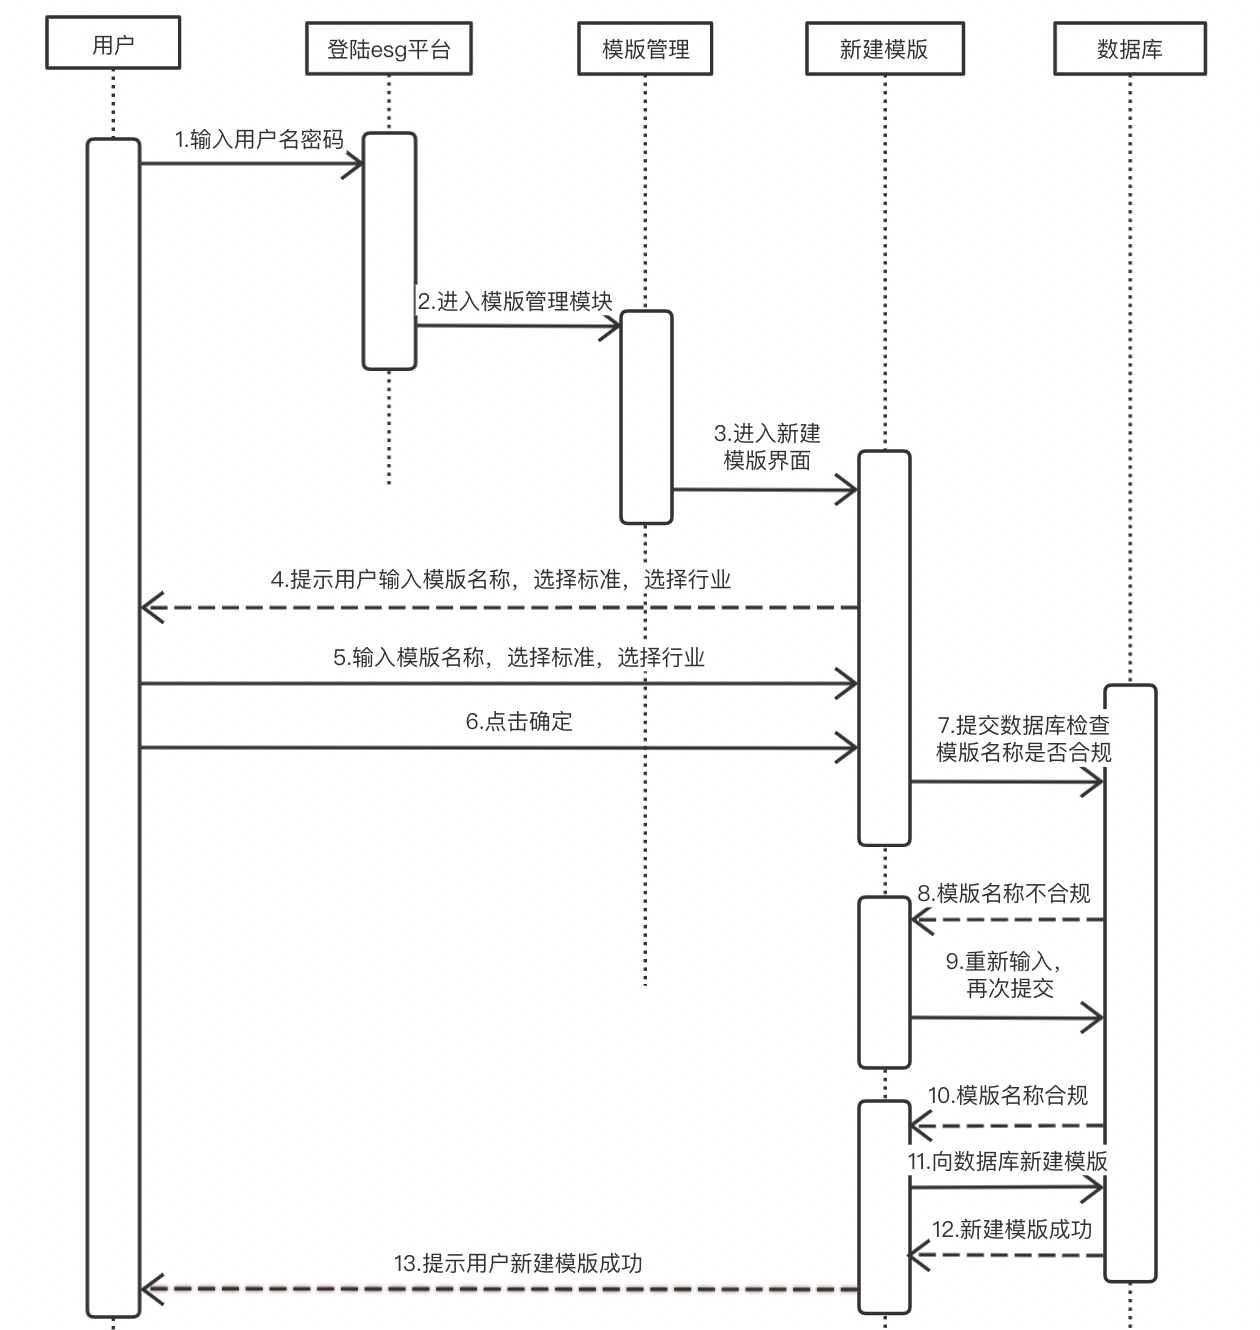 用户
登陆esg平台
模版管理
新建模版
数据库
1.输入用户名密码
2.进入模版管理模块
3.进入新建
模版界面
4.提示用户输入模版名称，选择标准，选择行业
5.输入模版名称，选择标准，选择行业
6.点击确定
7.提交数据库检查
模版名称是否合规
8.模版名称不合规
9.重新输入，
再次提交
10.模版名称合规
11.向数据库新建模版
12.新建模版成功
13.提示用户新建模版成功